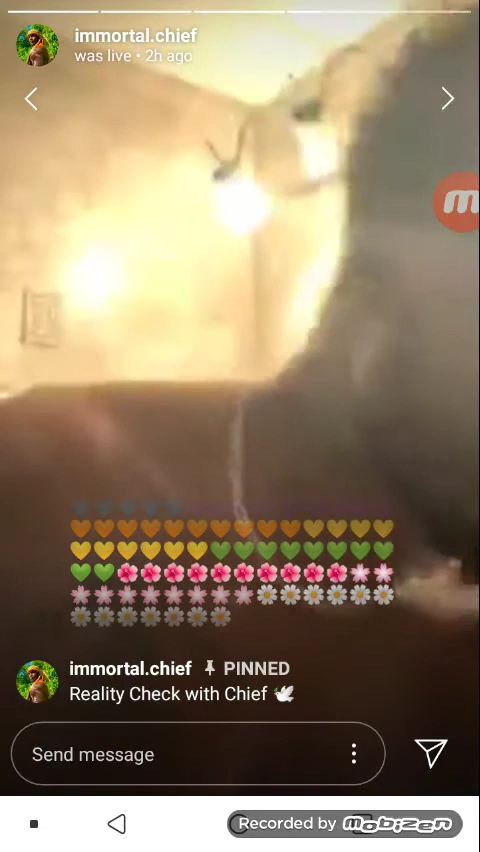 immortal.chief
was live • 2h ago
immortal.chief PINNED
Reality Check with Chief 🕊️
Send message
Recorded by MOBIZEN